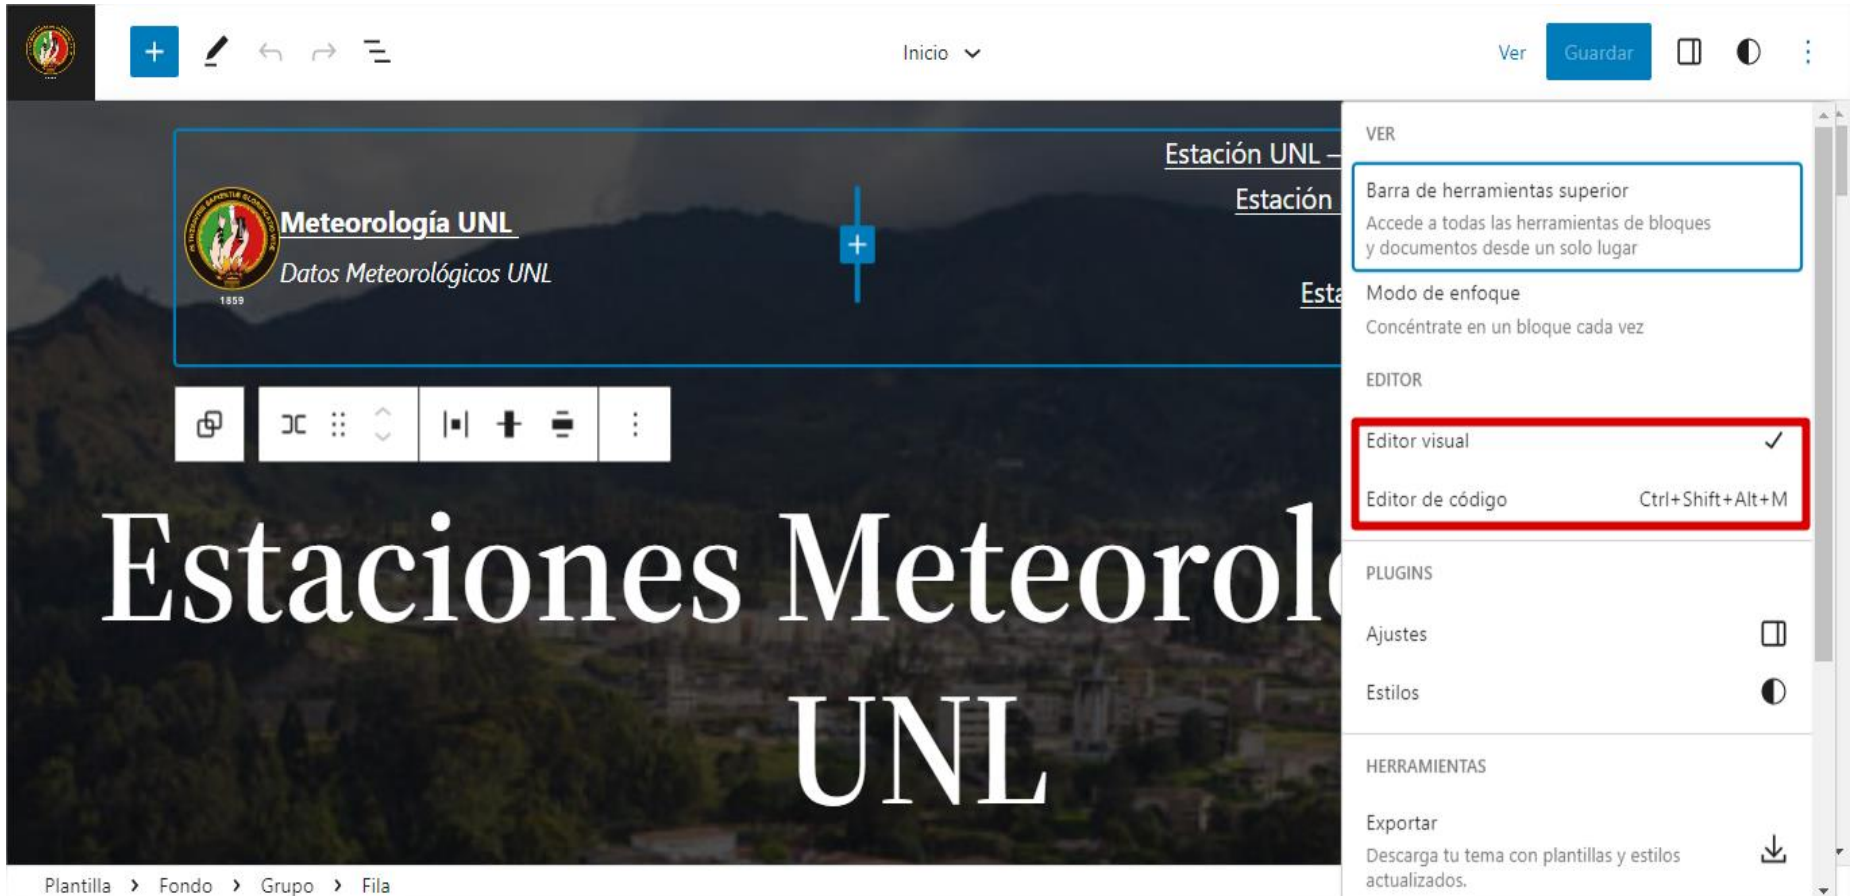 Inicio
Ver
Guardar
Estación UNL –
Estación
Meteorología UNL
Datos Meteorológicos UNL
1859
Estaciones Meteorol
UNL
VER
Barra de herramientas superior
Accede a todas las herramientas de bloques
y documentos desde un solo lugar
Modo de enfoque
Concéntrate en un bloque cada vez
EDITOR
Editor visual
Editor de código Ctrl+Shift+Alt+M
PLUGINS
Ajustes
Estilos
HERRAMIENTAS
Exportar
Descarga tu tema con plantillas y estilos
actualizados.
Plantilla > Fondo > Grupo > Fila